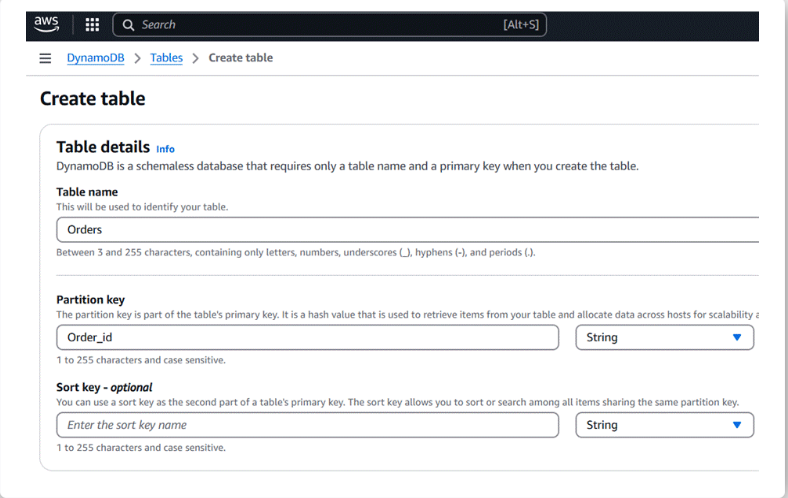 aws
Search [Alt+S]
DynamoDB > Tables > Create table
Create table
Table details Info
DynamoDB is a schemaless database that requires only a table name and a primary key when you create the table.
Table name
This will be used to identify your table.
Orders
Between 3 and 255 characters, containing only letters, numbers, underscores (_), hyphens (-), and periods (.).
Partition key
The partition key is part of the table's primary key. It is a hash value that is used to retrieve items from your table and allocate data across hosts for scalability a
Order_id String
1 to 255 characters and case sensitive.
Sort key - optional
You can use a sort key as the second part of a table's primary key. The sort key allows you to sort or search among all items sharing the same partition key.
Enter the sort key name String
1 to 255 characters and case sensitive.